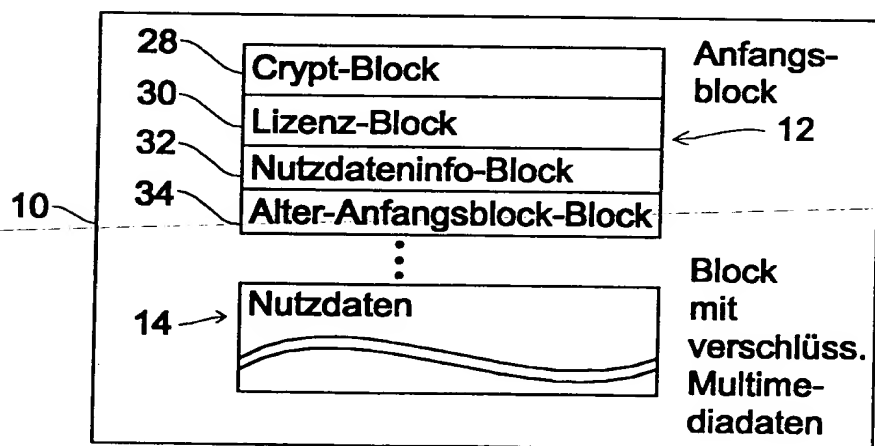 28
Crypt-Block
Anfangs-
block
30
Lizenz-Block
12
32
Nutzdateninfo-Block
10
34
Alter-Anfangsblock-Block
14
Nutzdaten
Block
mit
verschlüss.
Multime-
diadaten